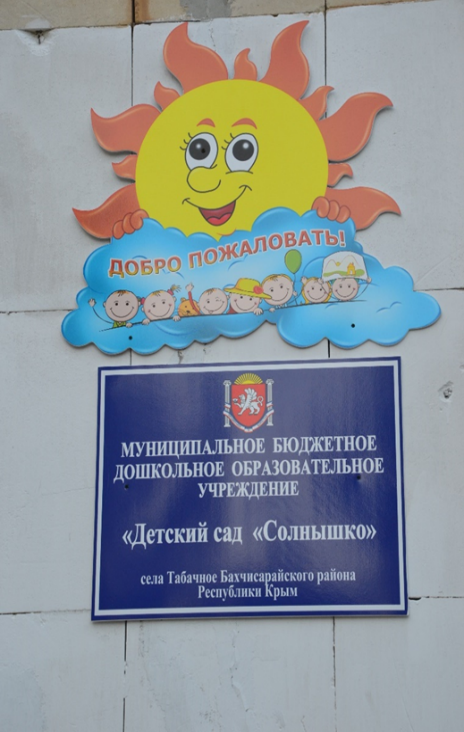 ДОБРО ПОЖАЛОВАТЬ!
МУНИЦИПАЛЬНОЕ БЮДЖЕТНОЕ
ДОШКОЛЬНОЕ ОБРАЗОВАТЕЛЬНОЕ
УЧРЕЖДЕНИЕ
«Детский сад «Солнышко»
села Табачное Бахчисарайского района
Республики Крым